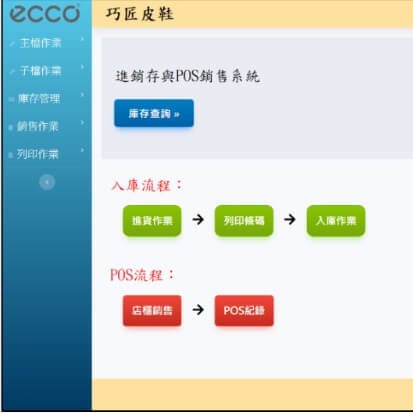 ecco
巧匠皮鞋
主檔作業
子檔作業
庫存管理
銷售作業
列印作業
進銷存與POS銷售系統
庫存查詢 »
入庫流程：
進貨作業 → 列印條碼 → 入庫作業
POS流程：
店櫃銷售 → POS紀錄